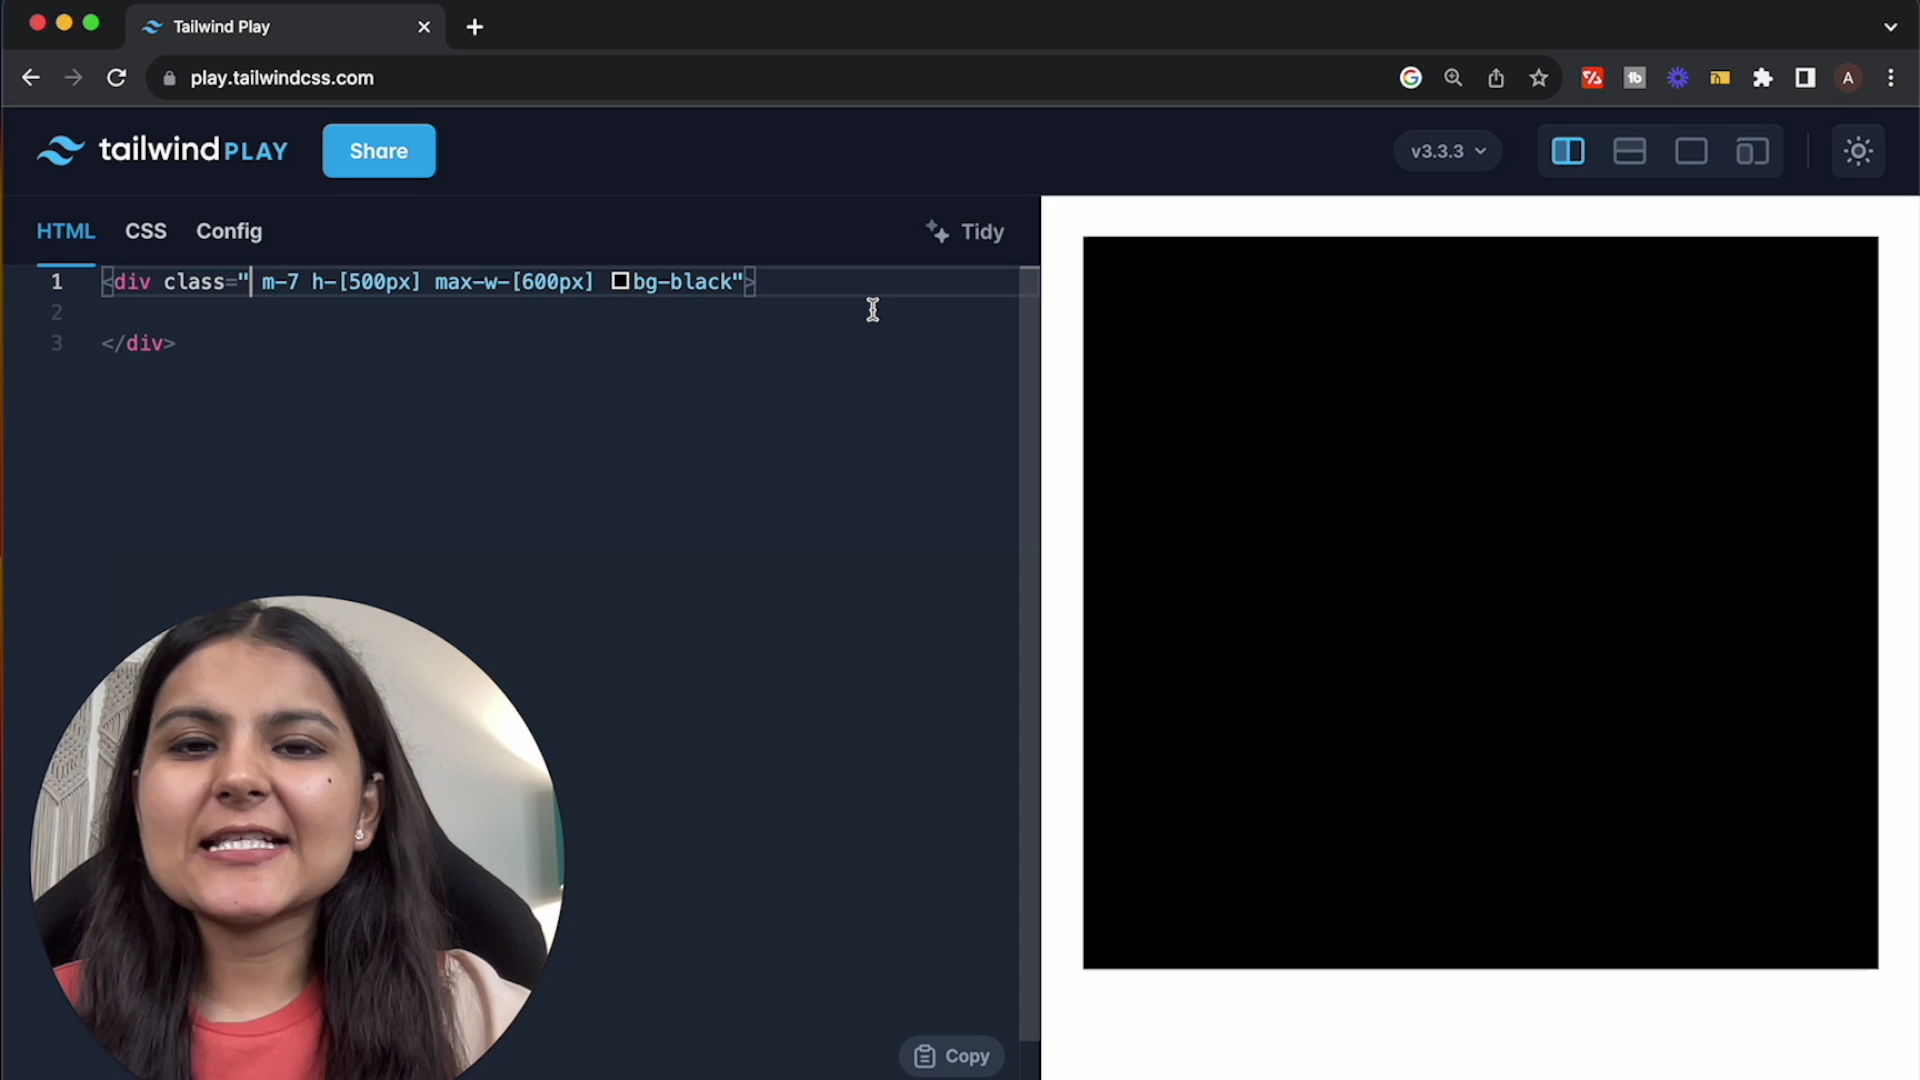 Tailwind Play
play.tailwindcss.com
A
tailwind PLAY
Share
v3.3.3
HTML CSS Config
Tidy
1 <div class=" m-7 h-[500px] max-w-[600px] bg-black">
2
3 </div>
Copy